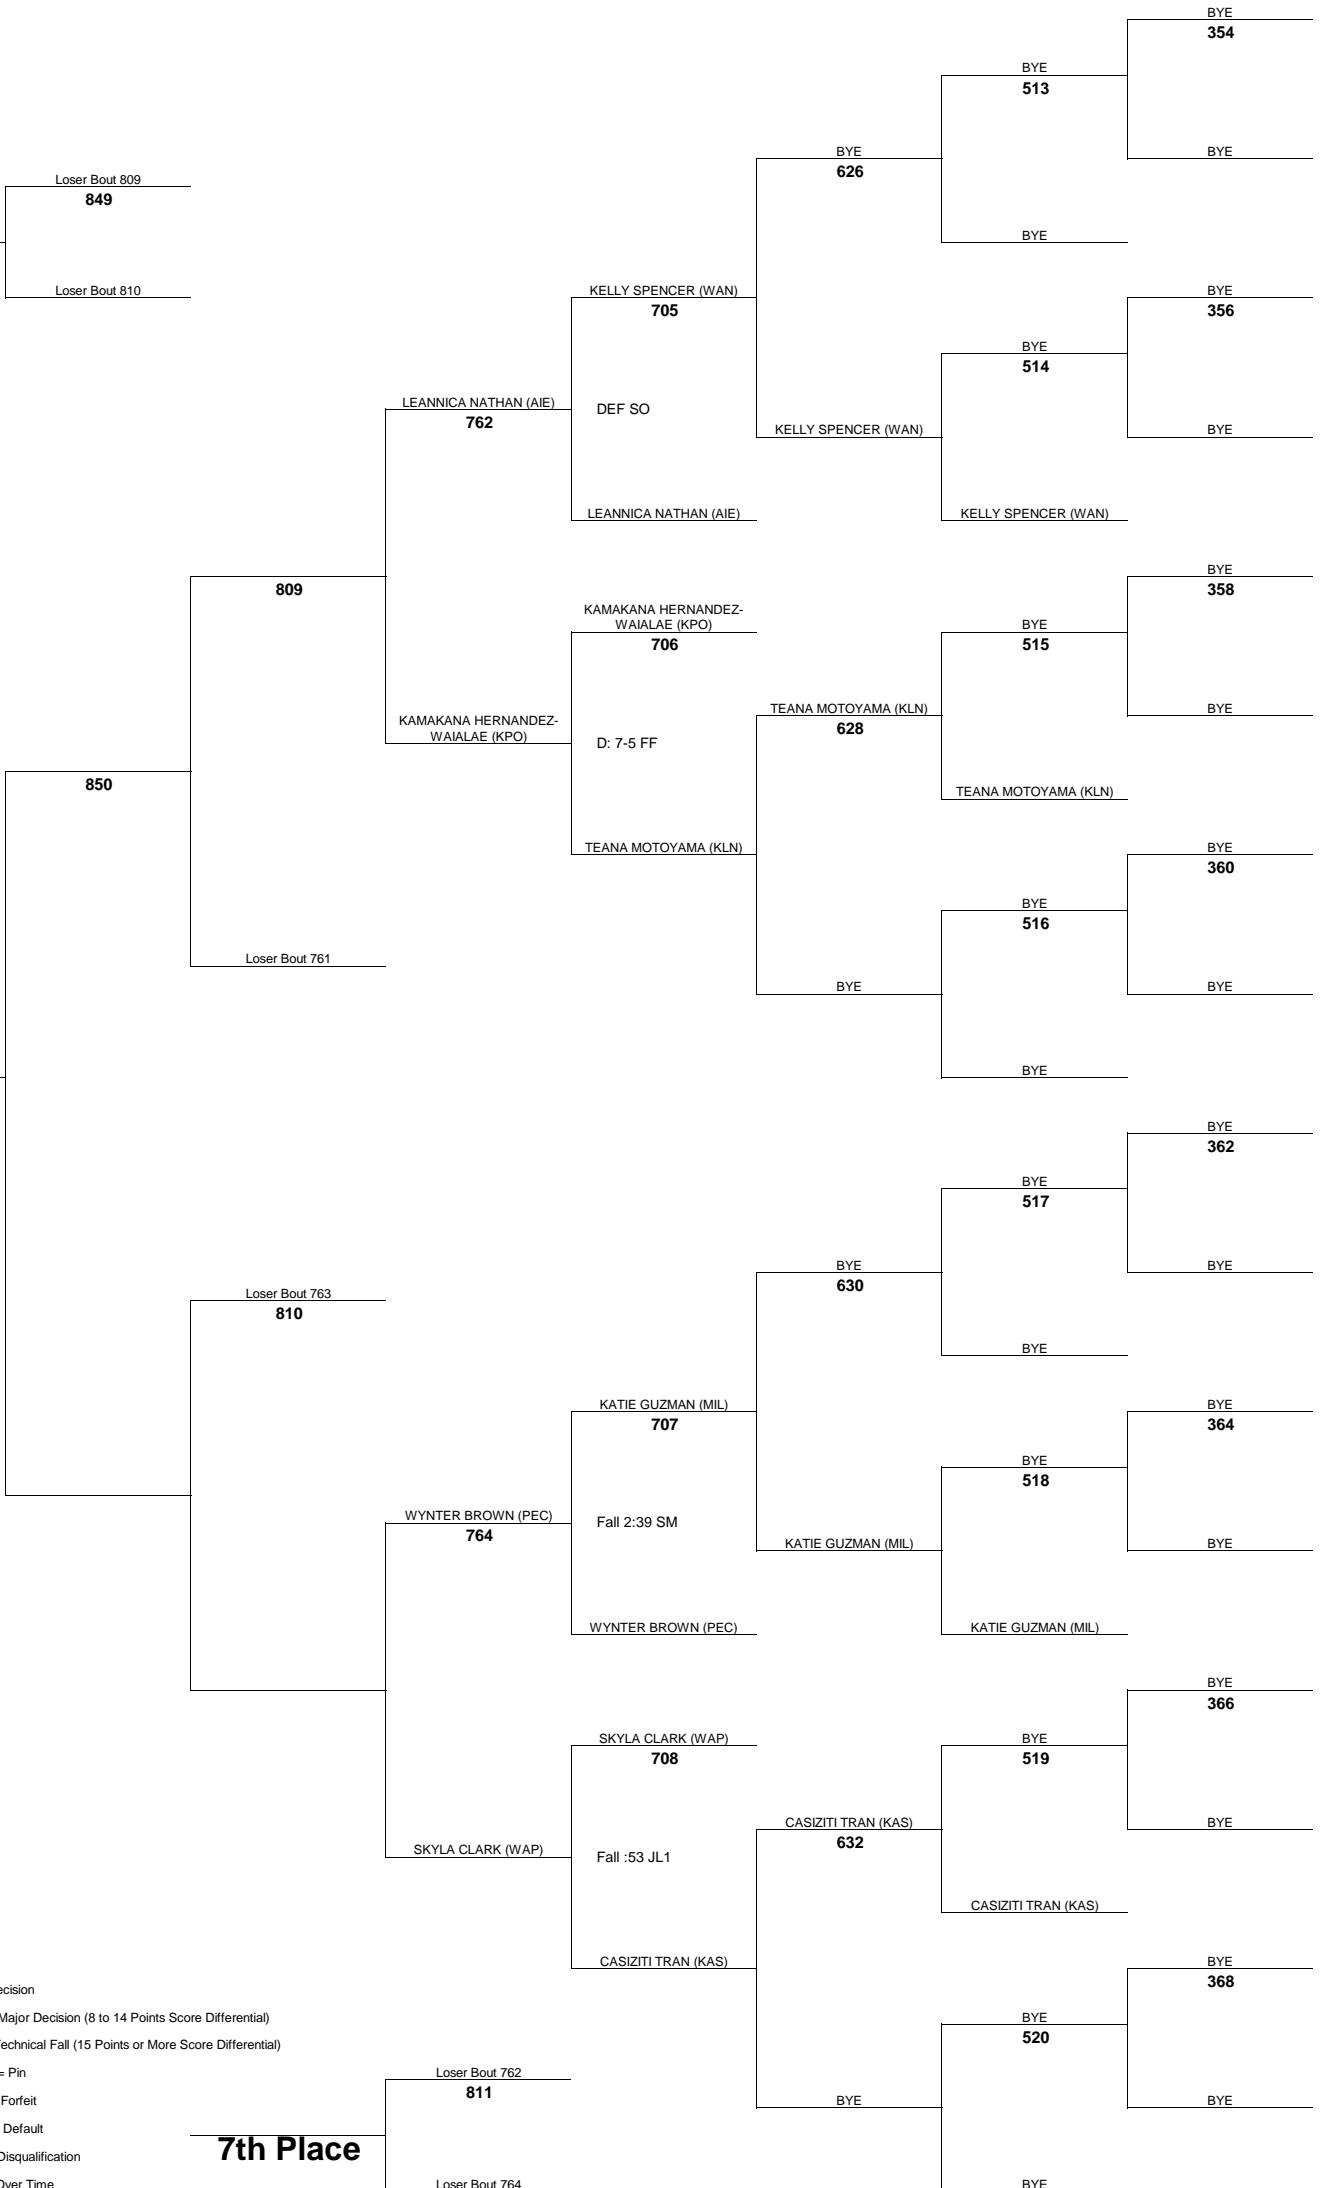 BYE
354
BYE
513
BYE
626
BYE
Loser Bout 809
849
BYE
Loser Bout 810
KELLY SPENCER (WAN)
705
BYE
356
BYE
514
LEANNICA NATHAN (AIE)
762
DEF SO
KELLY SPENCER (WAN)
BYE
LEANNICA NATHAN (AIE)
KELLY SPENCER (WAN)
809
BYE
358
KAMAKANA HERNANDEZ-
WAIALAE (KPO)
706
BYE
515
KAMAKANA HERNANDEZ-
WAIALAE (KPO)
D: 7-5 FF
TEANA MOTOYAMA (KLN)
628
BYE
850
TEANA MOTOYAMA (KLN)
TEANA MOTOYAMA (KLN)
BYE
360
BYE
516
Loser Bout 761
BYE
BYE
BYE
BYE
362
BYE
517
BYE
630
BYE
Loser Bout 763
810
BYE
KATIE GUZMAN (MIL)
707
BYE
364
BYE
518
WYNTER BROWN (PEC)
764
Fall 2:39 SM
KATIE GUZMAN (MIL)
BYE
WYNTER BROWN (PEC)
KATIE GUZMAN (MIL)
BYE
366
SKYLA CLARK (WAP)
708
BYE
519
CASIZITI TRAN (KAS)
632
BYE
SKYLA CLARK (WAP)
Fall :53 JL1
CASIZITI TRAN (KAS)
CASIZITI TRAN (KAS)
BYE
368
ecision
Major Decision (8 to 14 Points Score Differential)
BYE
520
echnical Fall (15 Points or More Score Differential)
= Pin
Loser Bout 762
811
Forfeit
BYE
BYE
Default
7th Place
Disqualification
Over Time
Loser Bout 764
BYE